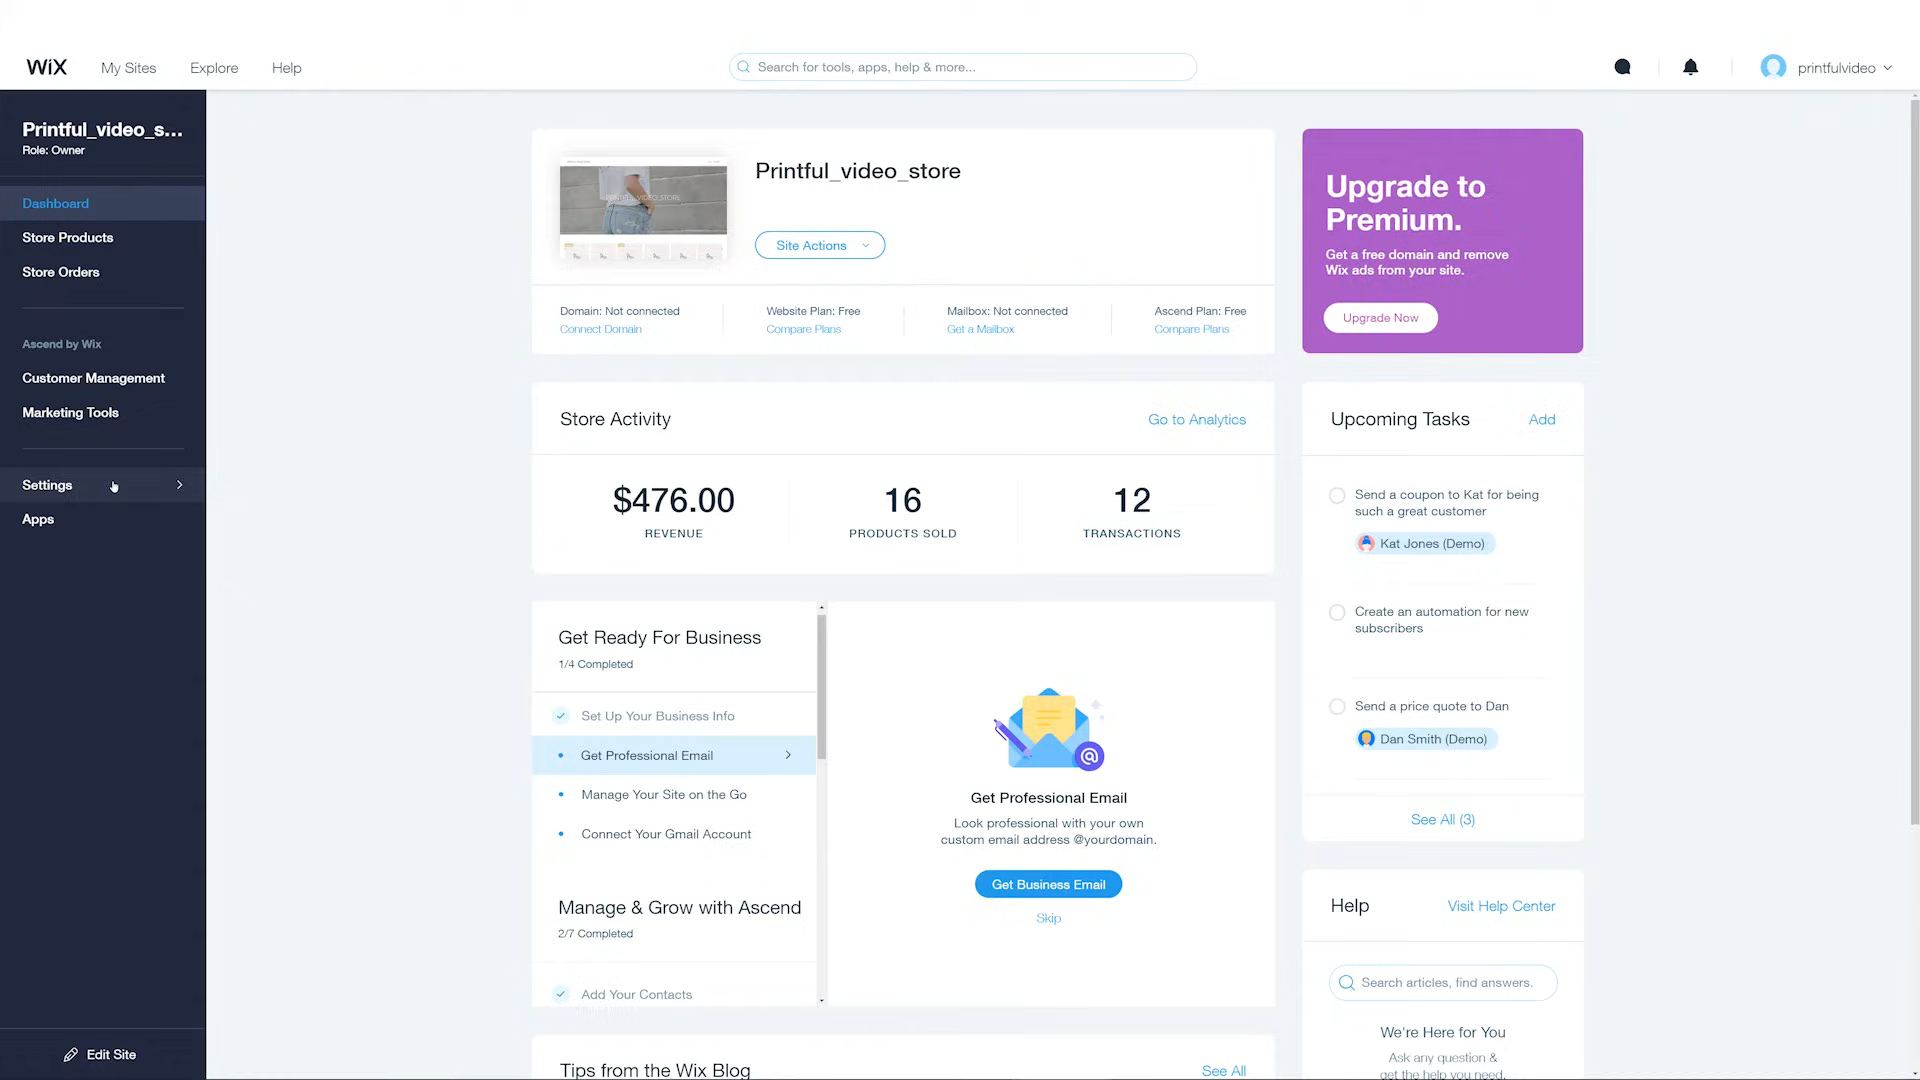 WiX My Sites Explore Help Search for tools, apps, help & more... printfulvideo
Printful_video_s...
Role: Owner
Dashboard
Store Products
Store Orders
Ascend by Wix
Customer Management
Marketing Tools
Settings
Apps
Edit Site
PRINTFUL_VIDEO_STORE
Printful_video_store
Site Actions
Domain: Not connected
Connect Domain
Website Plan: Free
Compare Plans
Mailbox: Not connected
Get a Mailbox
Ascend Plan: Free
Compare Plans
Upgrade to
Premium.
Get a free domain and remove
Wix ads from your site.
Upgrade Now
Store Activity
Go to Analytics
$476.00
REVENUE
16
PRODUCTS SOLD
12
TRANSACTIONS
Upcoming Tasks
Add
Send a coupon to Kat for being
such a great customer
Kat Jones (Demo)
Create an automation for new
subscribers
Send a price quote to Dan
Dan Smith (Demo)
See All (3)
Get Ready For Business
1/4 Completed
Set Up Your Business Info
Get Professional Email
Manage Your Site on the Go
Connect Your Gmail Account
Manage & Grow with Ascend
2/7 Completed
Add Your Contacts
@
Get Professional Email
Look professional with your own
custom email address @yourdomain.
Get Business Email
Skip
Help
Visit Help Center
Search articles, find answers.
We're Here for You
Ask any question &
get the help you need.
Tips from the Wix Blog
See All